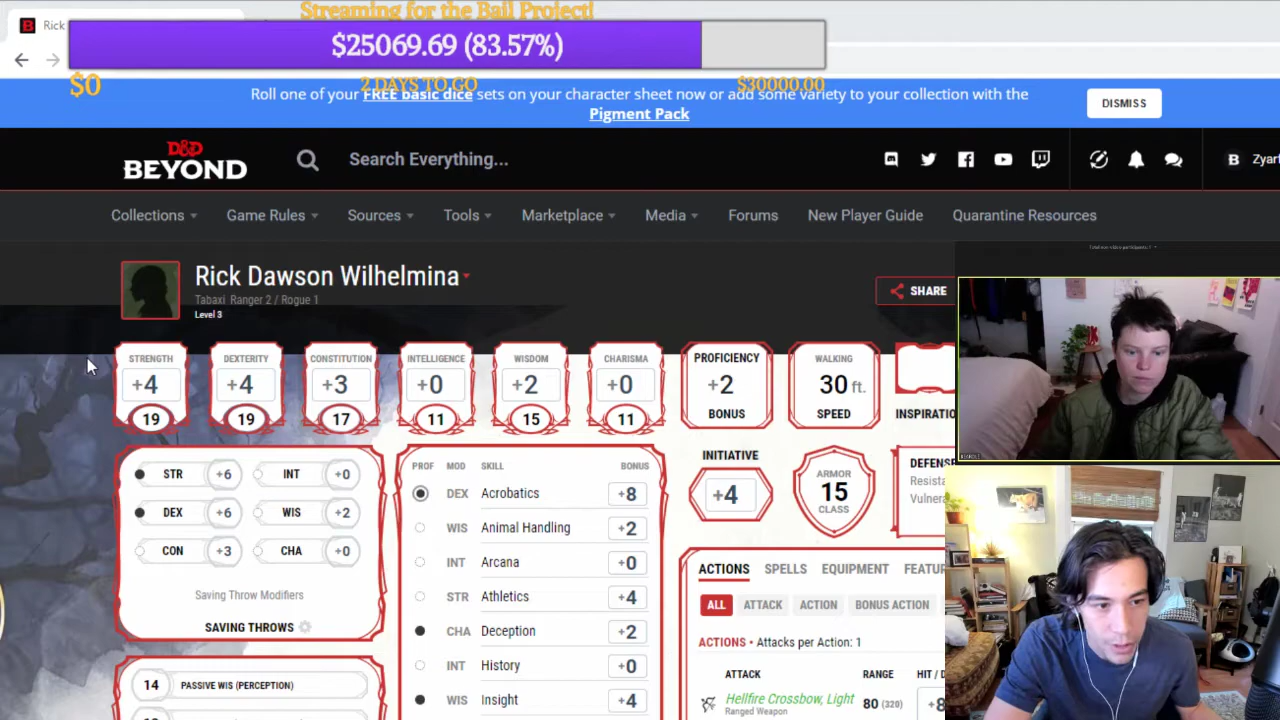 Streaming for the Bail Project!
Rick
$25069.69 (83.57%)
$0
2 DAYS TO GO
$30000.00
Roll one of your FREE basic dice sets on your character sheet now or add some variety to your collection with the
Pigment Pack
DISMISS
D&D
BEYOND
Search Everything...
B
Collections
Game Rules
Sources
Tools
Marketplace
Media
Forums
New Player Guide
Quarantine Resources
Rick Dawson Wilhelmina
Tabaxi Ranger 2 / Rogue 1
Level 3
SHARE
STRENGTH
+4
19
DEXTERITY
+4
19
CONSTITUTION
+3
17
INTELLIGENCE
+0
11
WISDOM
+2
15
CHARISMA
+0
11
PROFICIENCY
+2
BONUS
WALKING
30 ft.
SPEED
STR +6
INT +0
DEX +6
WIS +2
CON +3
CHA +0
Saving Throw Modifiers
SAVING THROWS
14 PASSIVE WIS (PERCEPTION)
PROF MOD SKILL BONUS
DEX Acrobatics +8
WIS Animal Handling +2
INT Arcana +0
STR Athletics +4
CHA Deception +2
INT History +0
WIS Insight +4
INITIATIVE
+4
ARMOR
15
CLASS
ACTIONS
SPELLS
EQUIPMENT
ALL
ATTACK
ACTION
BONUS ACTION
ACTIONS • Attacks per Action: 1
ATTACK RANGE HIT /
Hellfire Crossbow, Light 80 (320)
Ranged Weapon